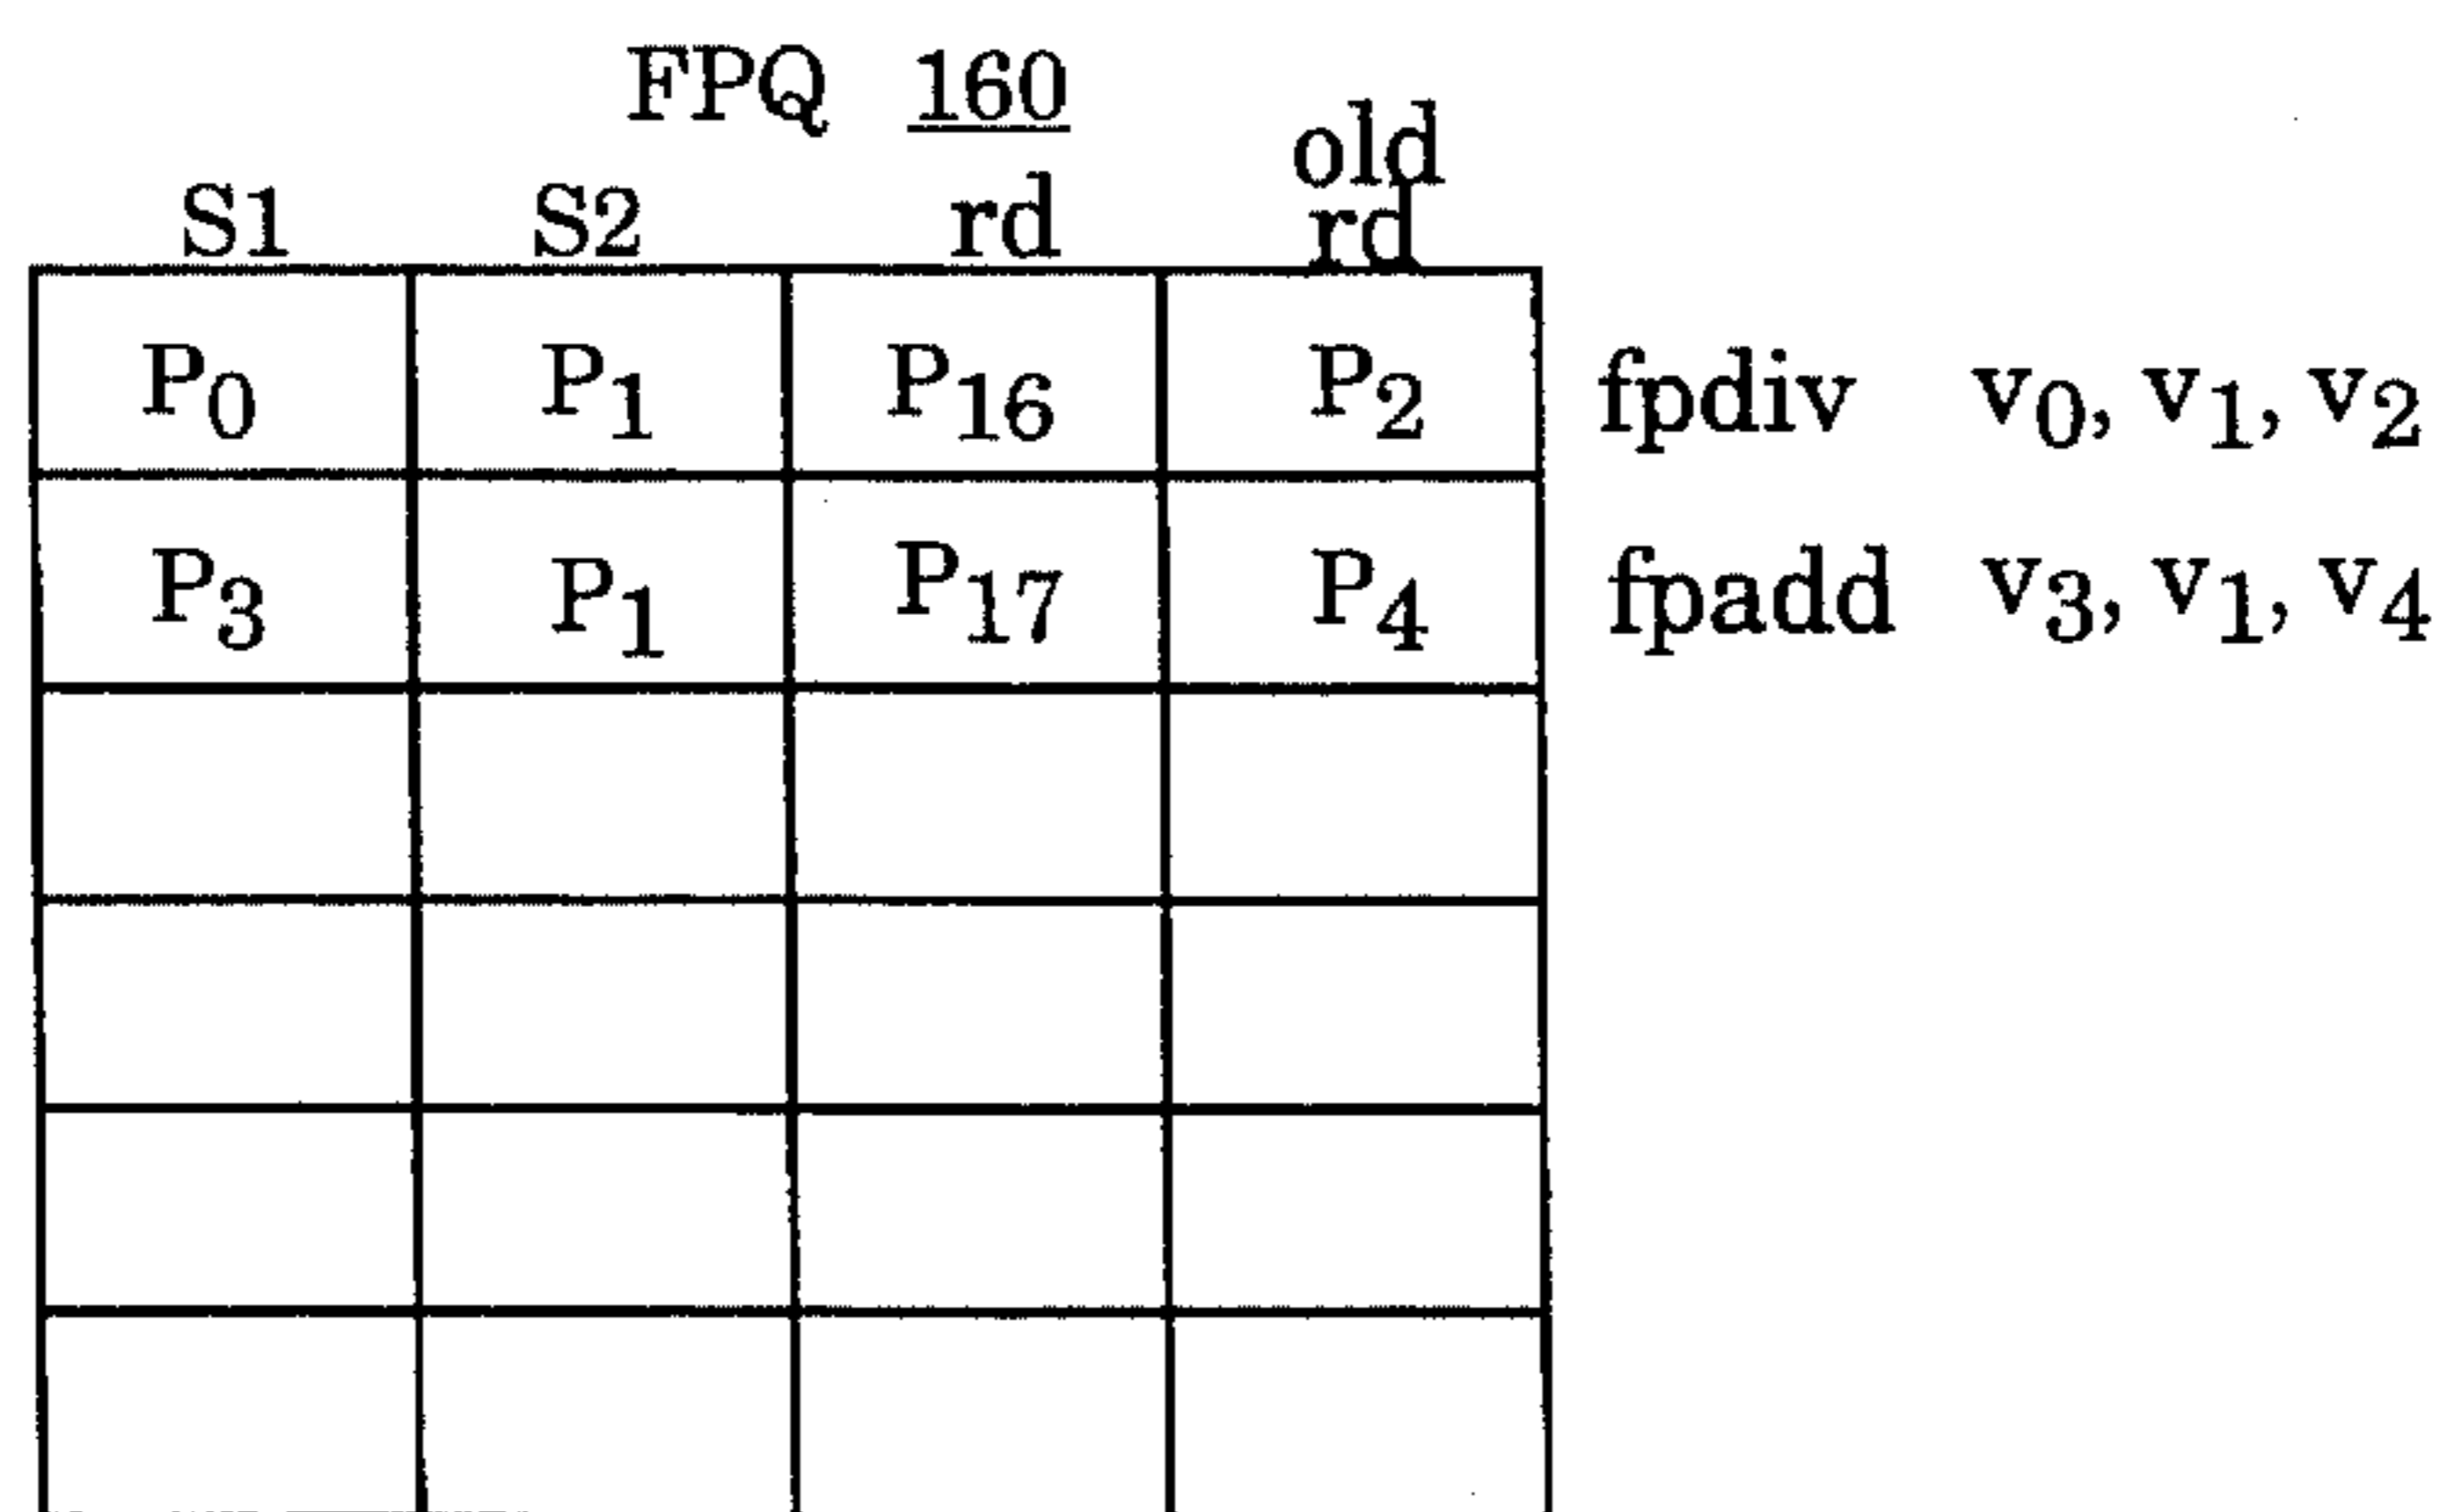 FPQ 160
S1 S2 rd old rd
P0 P1 P16 P2 fpdiv v0, v1, v2
P3 P1 P17 P4 fpadd v3, v1, v4